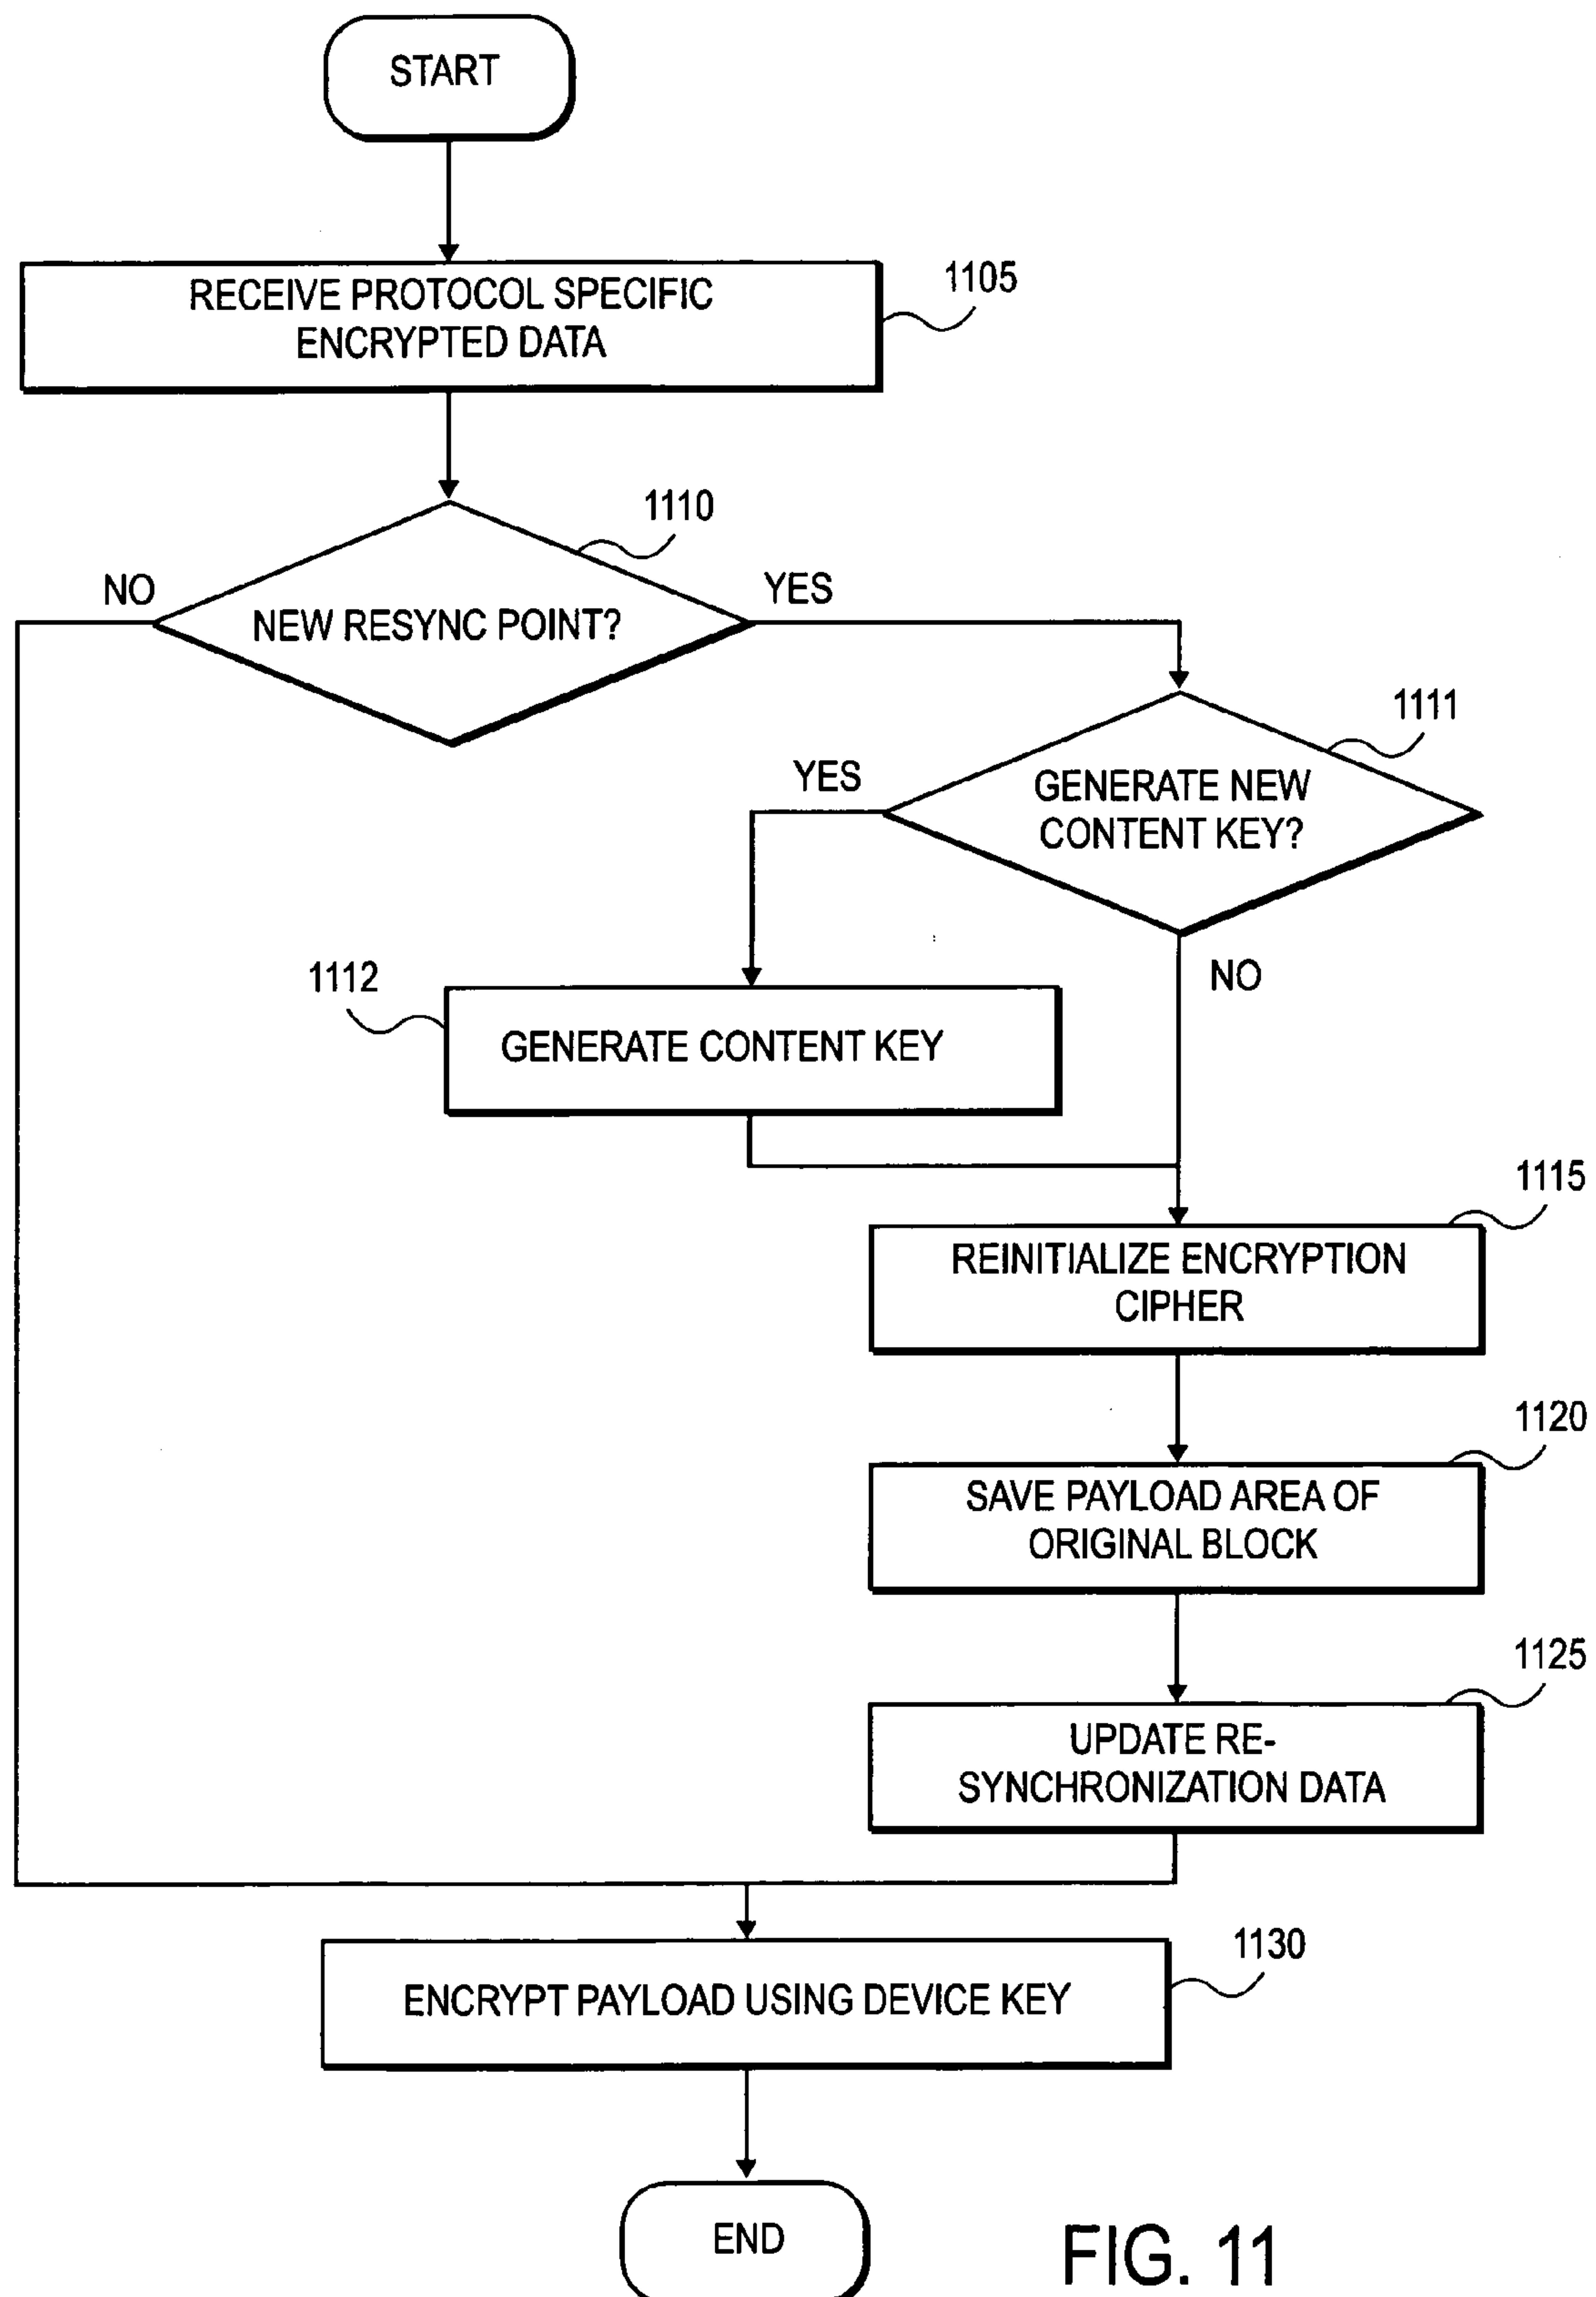 START
RECEIVE PROTOCOL SPECIFIC
ENCRYPTED DATA
1105
1110
NO
YES
NEW RESYNC POINT?
1111
YES
GENERATE NEW
CONTENT KEY?
1112
NO
GENERATE CONTENT KEY
1115
REINITIALIZE ENCRYPTION
CIPHER
1120
SAVE PAYLOAD AREA OF
ORIGINAL BLOCK
1125
UPDATE RE-
SYNCHRONIZATION DATA
1130
ENCRYPT PAYLOAD USING DEVICE KEY
END
FIG. 11